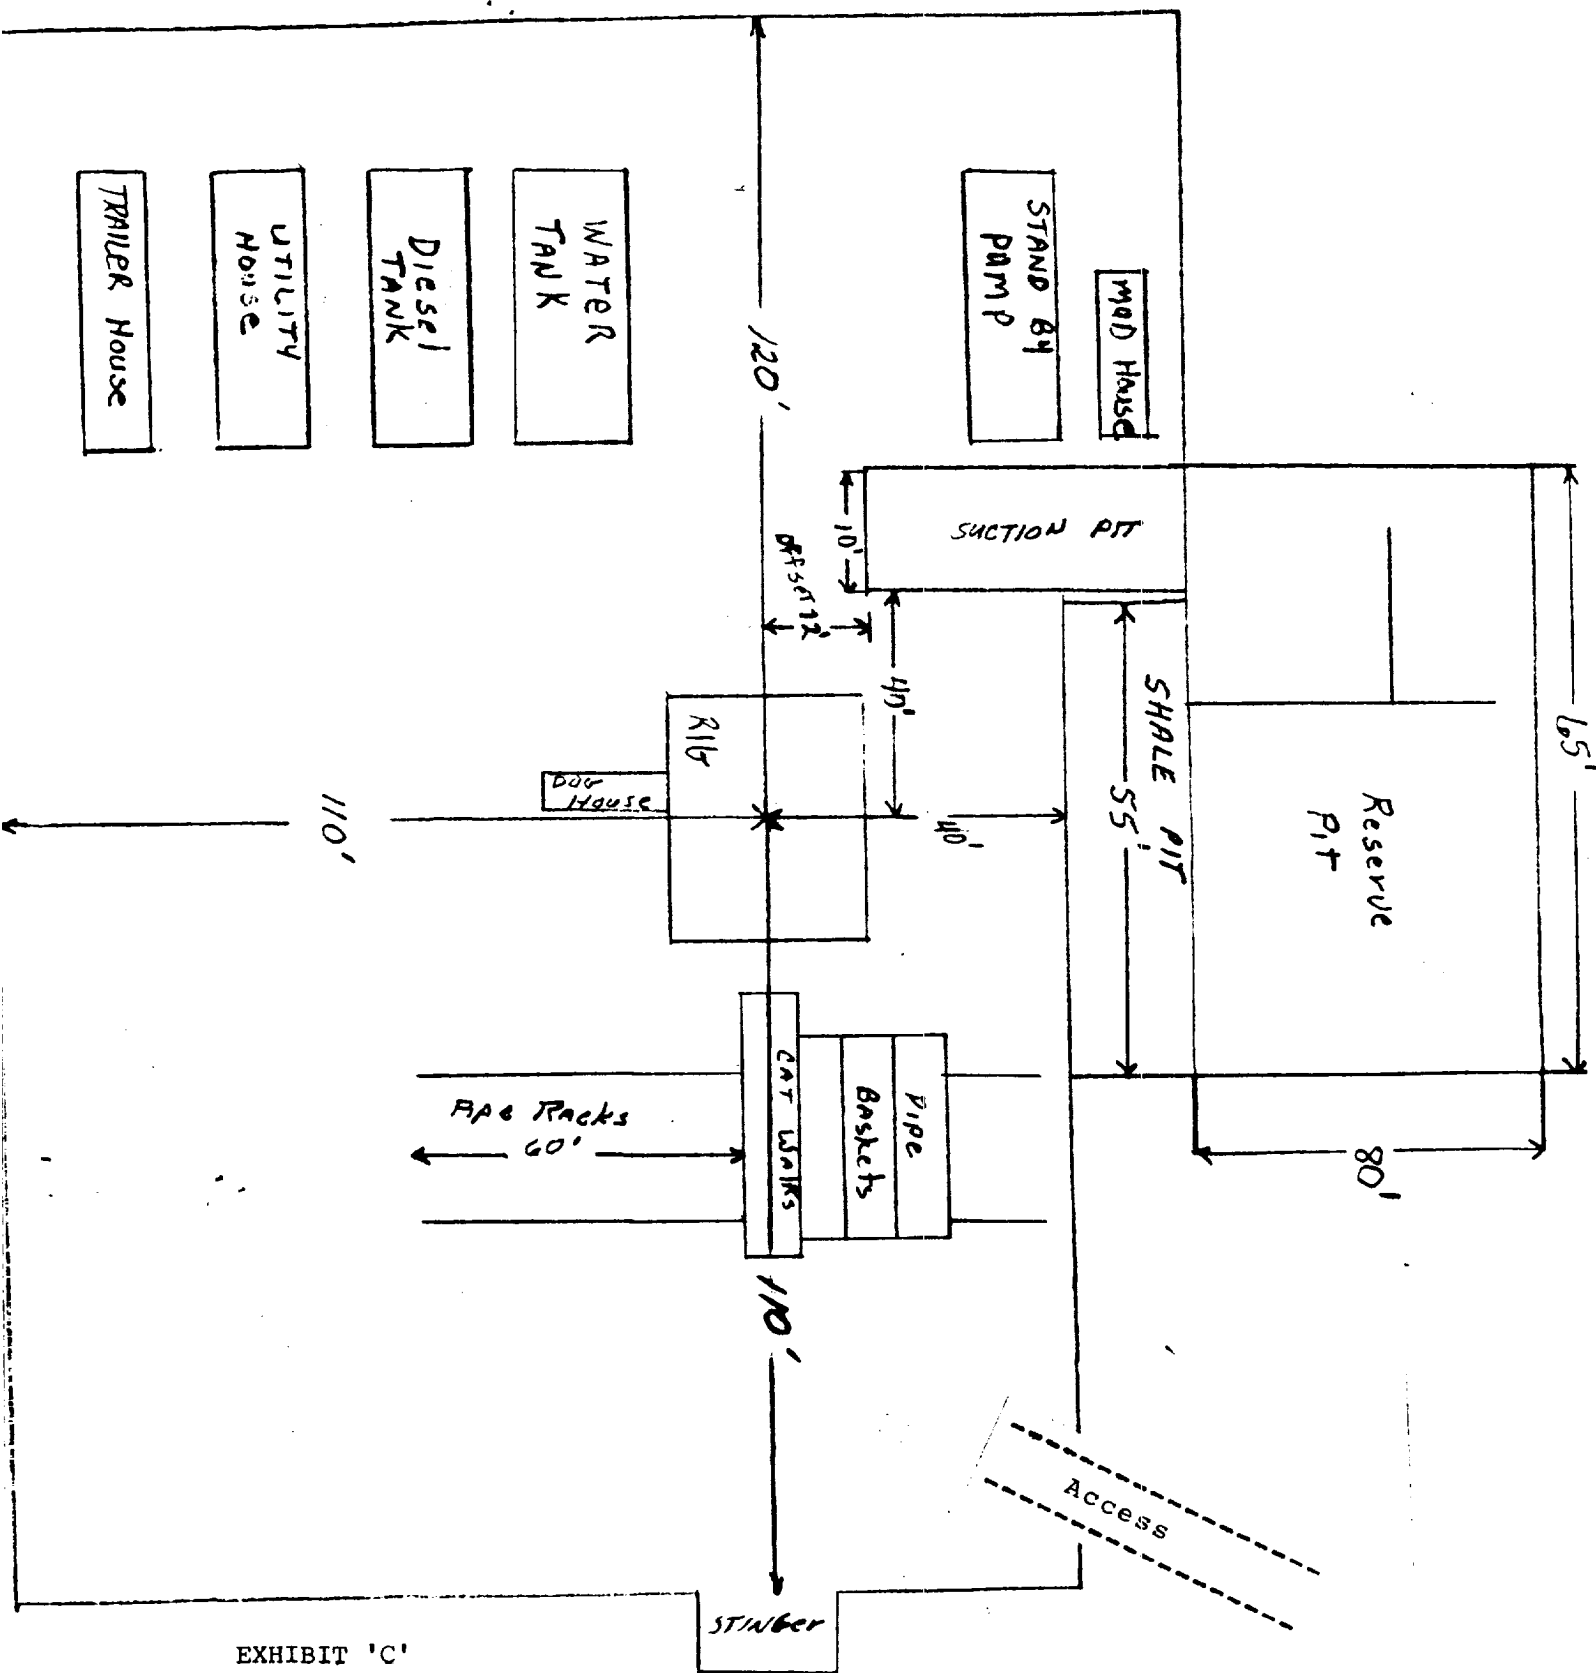 TRAILER House
UTILITY
House
Diesel
TANK
WATER
TANK
STAND BY
PUMP
MUD House
120'
SUCTION PIT
10'
OFFSET 12'
40'
40'
SHALE PIT
55'
Reserve
Pit
65'
80'
RIG
DOG
House
110'
Pipe Racks
60'
CAT WALKS
BASKETS
PIPE
110'
Access
STINGER
EXHIBIT 'C'